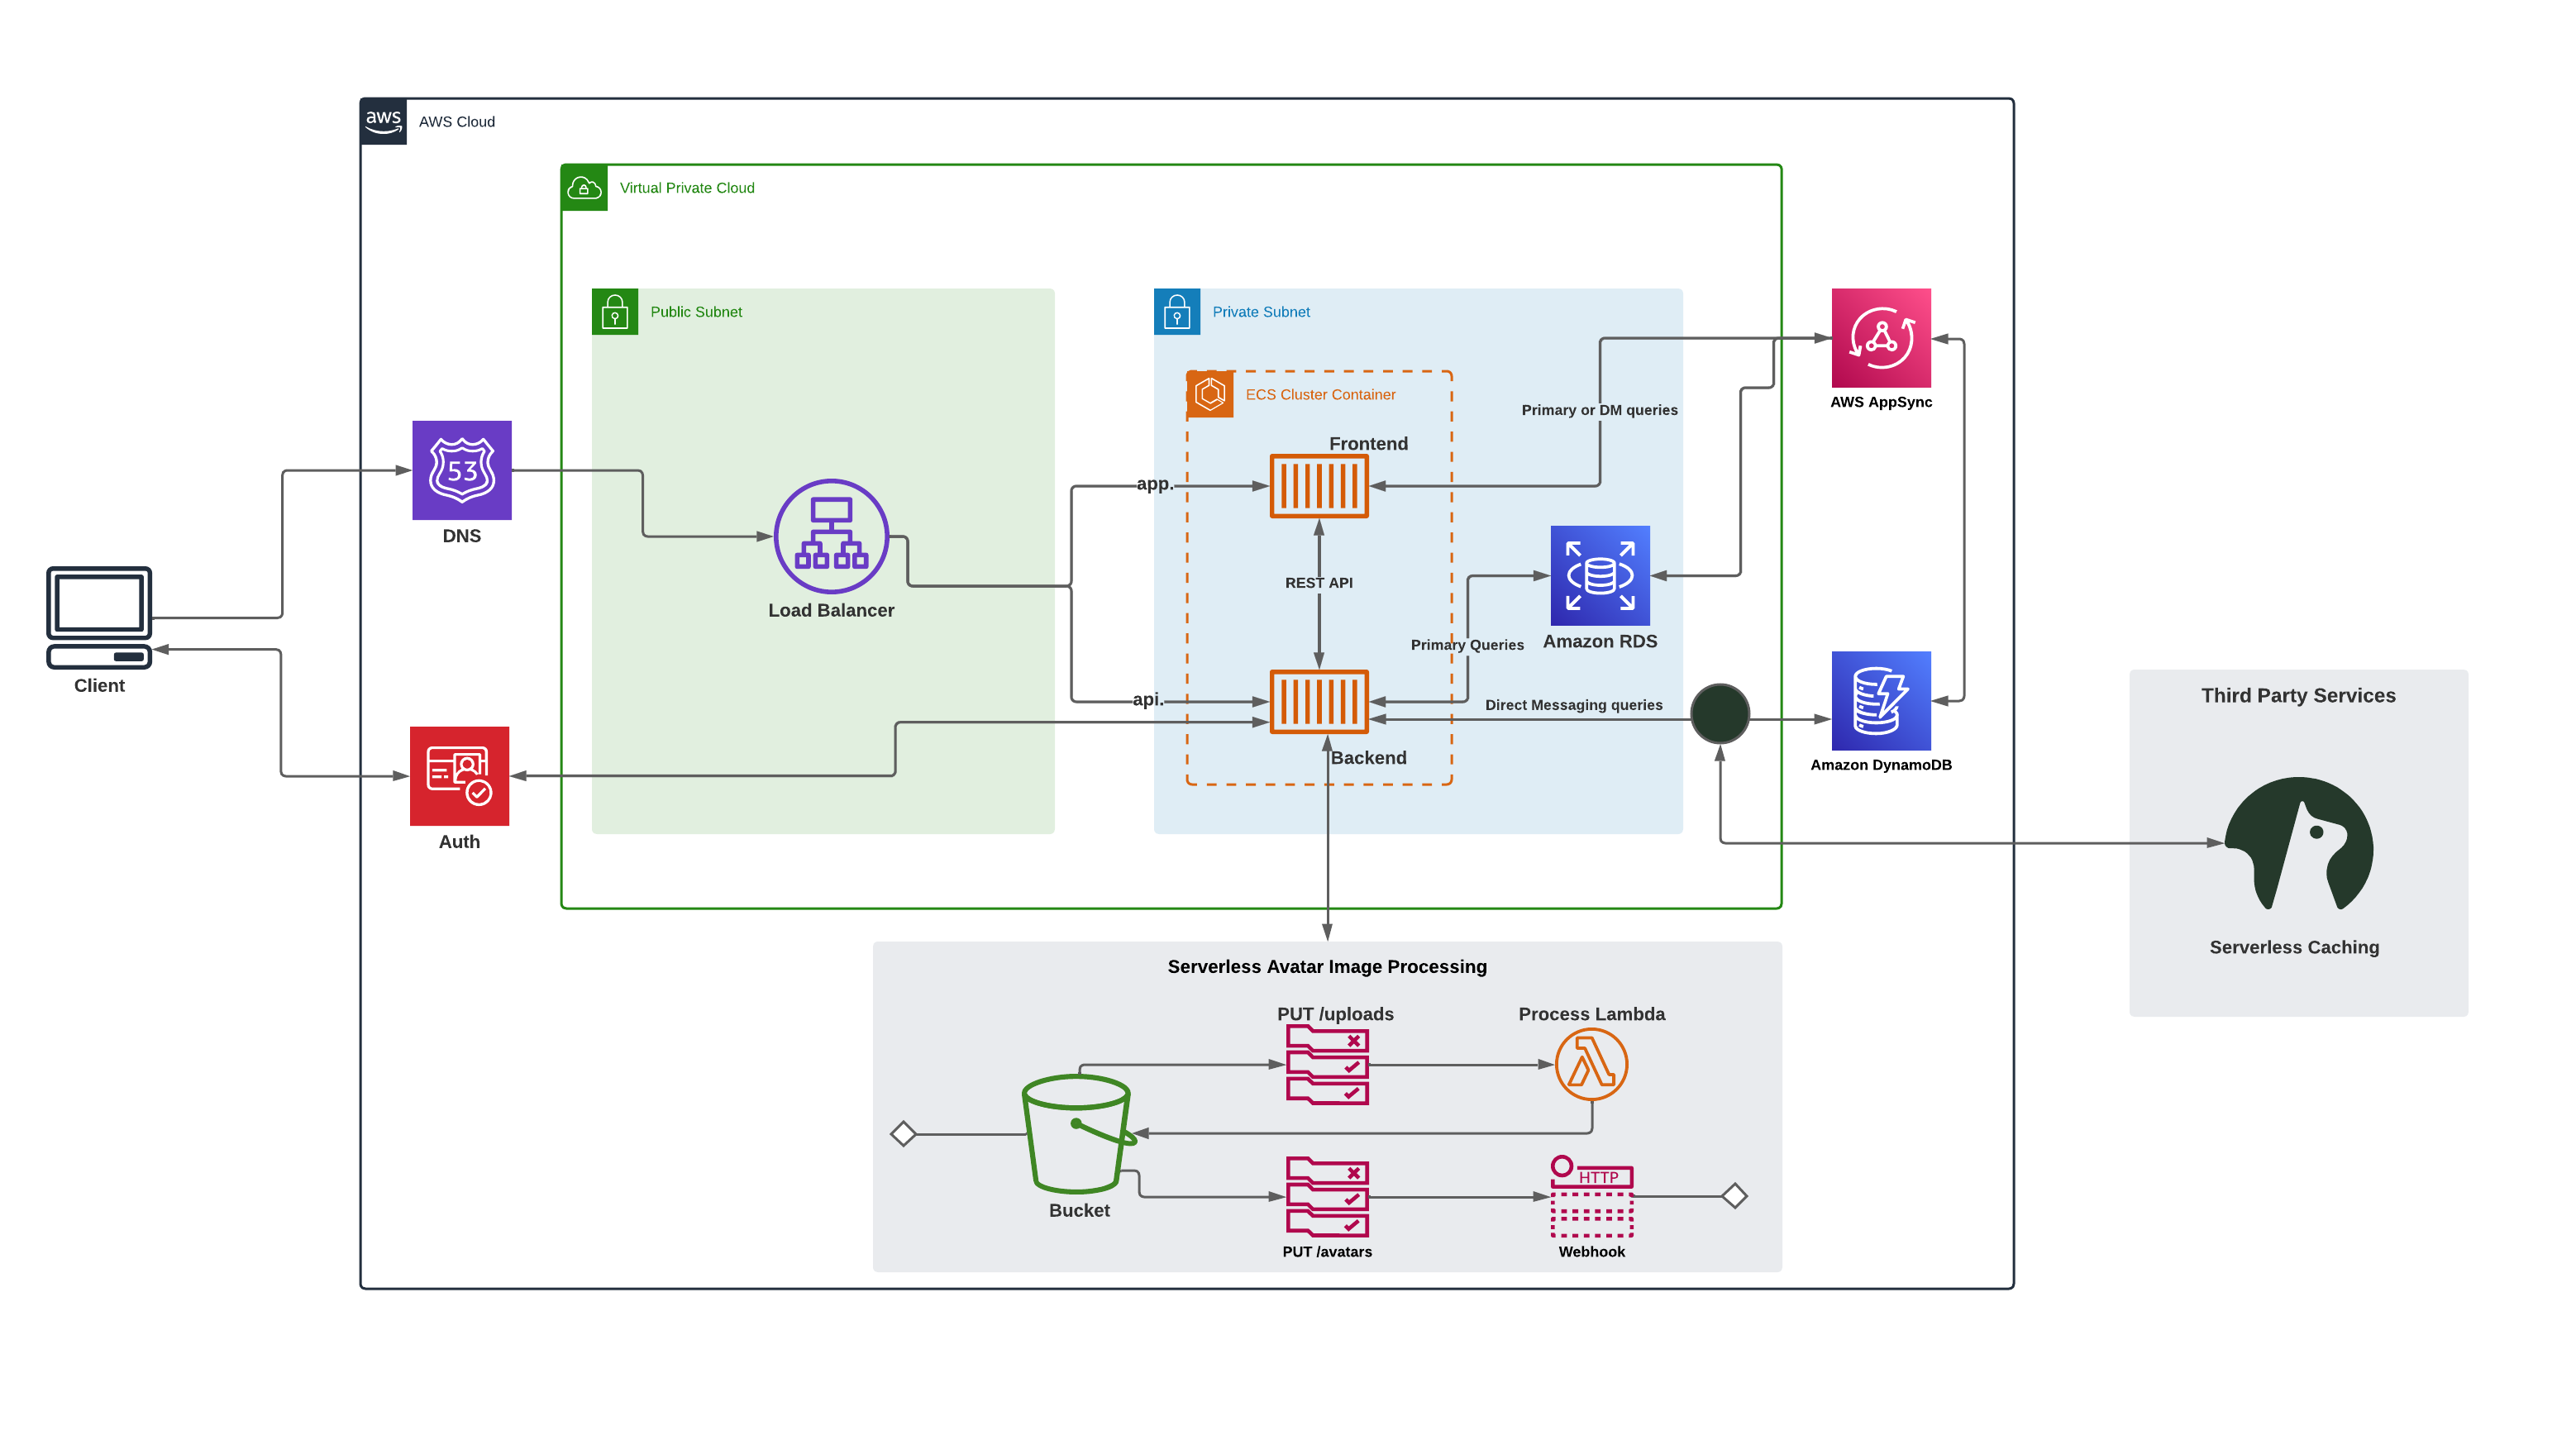 aws
AWS Cloud
Virtual Private Cloud
Public Subnet
Private Subnet
ECS Cluster Container
AWS AppSync
Primary or DM queries
Frontend
53
app.
DNS
REST API
Load Balancer
Primary Queries
Amazon RDS
Client
api.
Direct Messaging queries
Third Party Services
Backend
Amazon DynamoDB
Auth
Serverless Caching
Serverless Avatar Image Processing
PUT /uploads
Process Lambda
HTTP
Bucket
PUT /avatars
Webhook